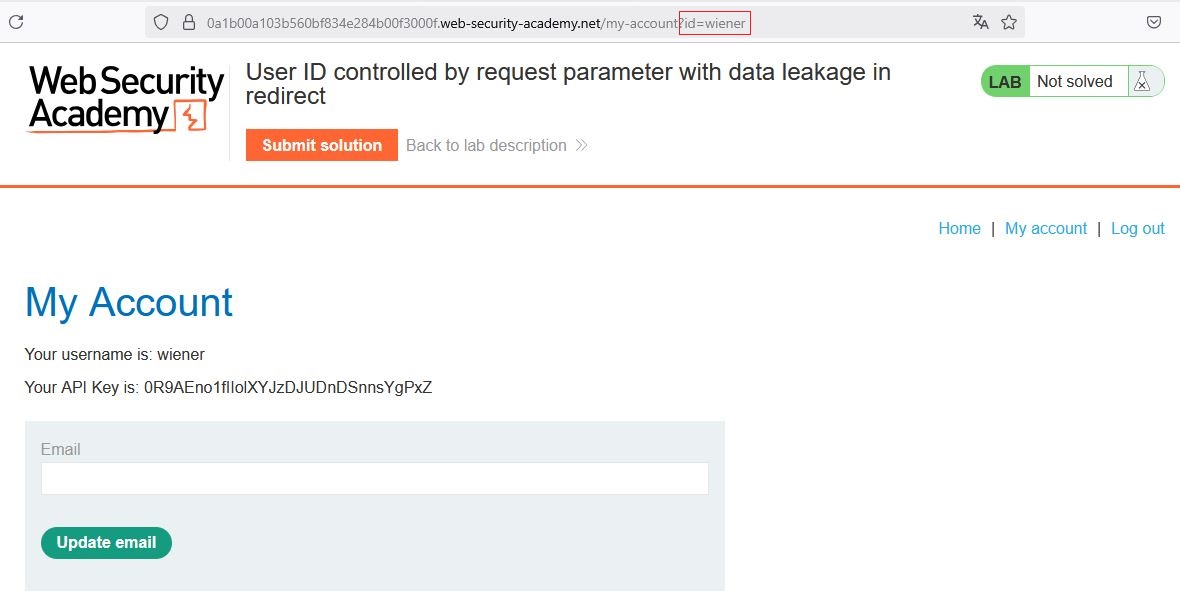 0a1b00a103b560bf834e284b00f3000f.web-security-academy.net/my-account?id=wiener
Web Security
Academy
User ID controlled by request parameter with data leakage in
redirect
LAB Not solved
Submit solution Back to lab description
Home | My account | Log out
My Account
Your username is: wiener
Your API Key is: 0R9AEno1fIlolXYJzDJUDnDSnnsYgPxZ
Email
Update email